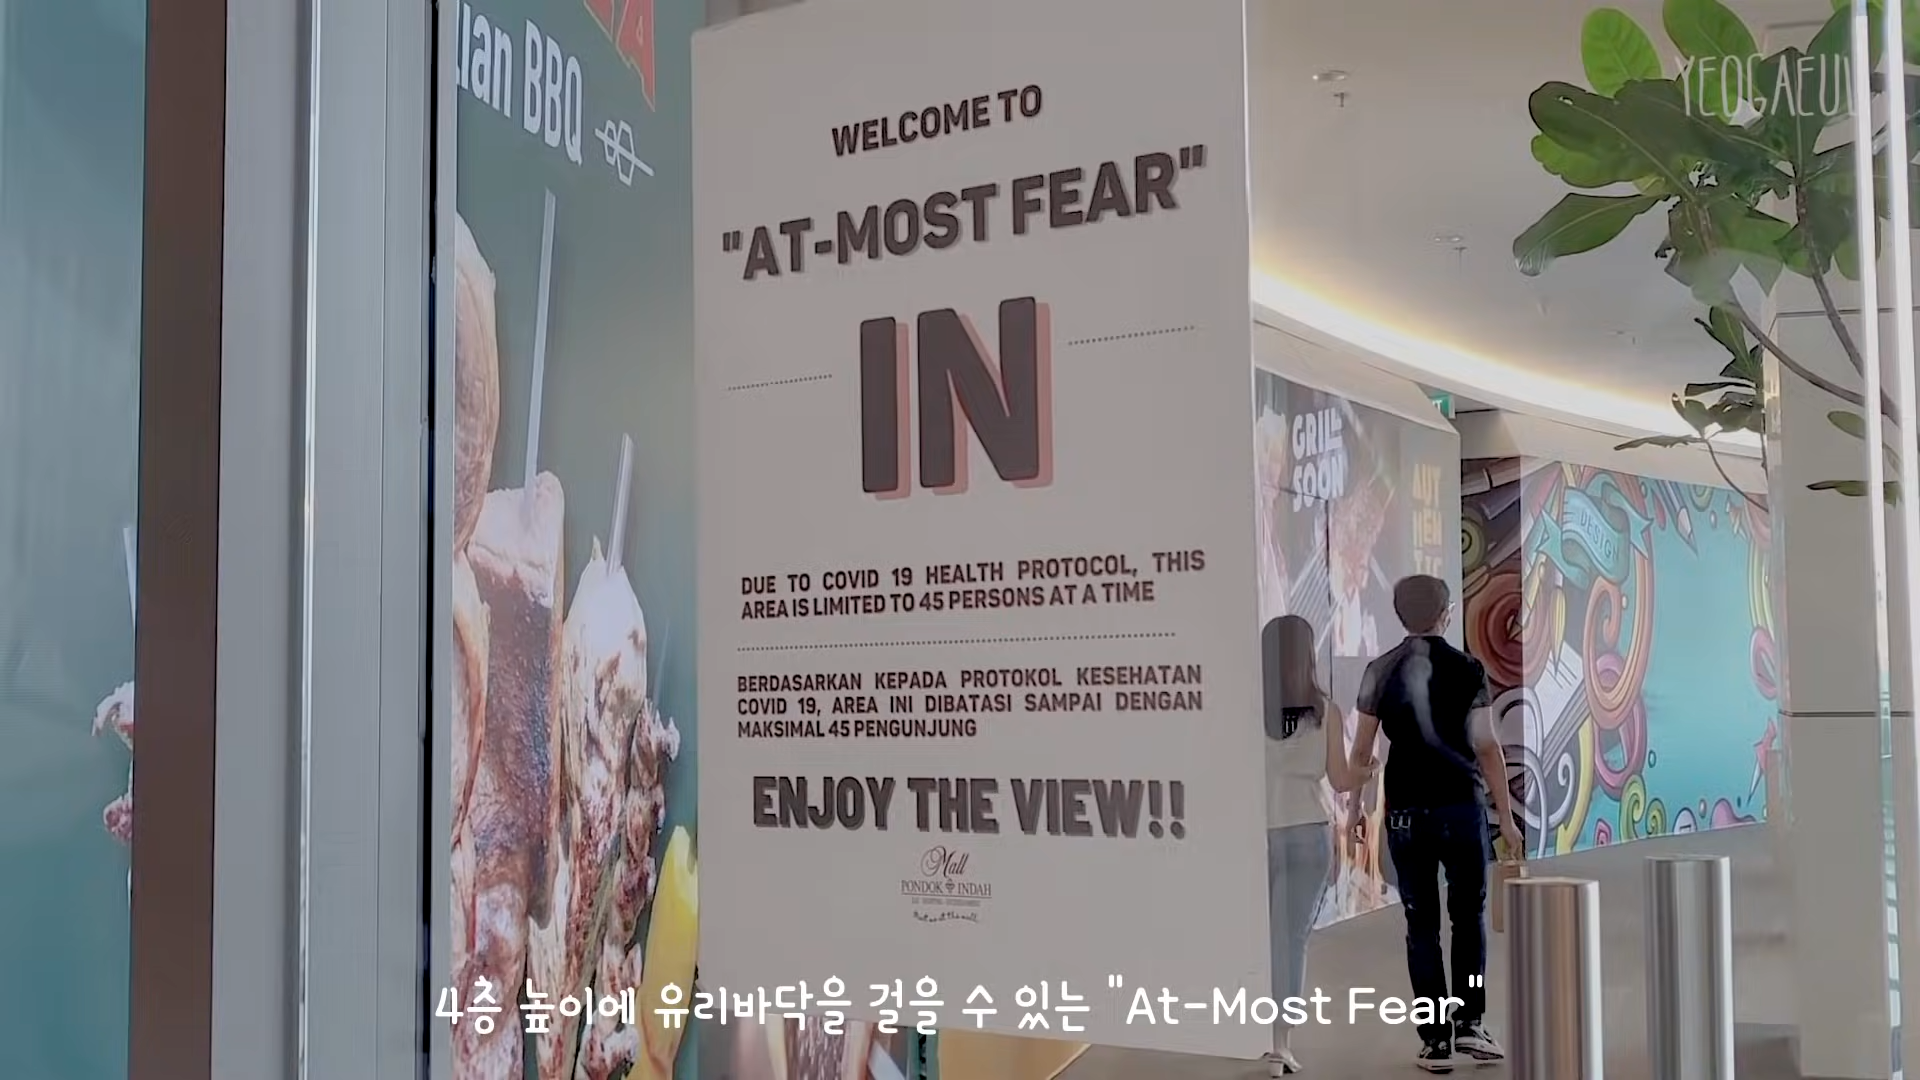 YEOGAEUL
BBQ
WELCOME TO
"AT-MOST FEAR"
IN
DUE TO COVID 19 HEALTH PROTOCOL, THIS
AREA IS LIMITED TO 45 PERSONS AT A TIME
BERDASARKAN KEPADA PROTOKOL KESEHATAN
COVID 19, AREA INI DIBATASI SAMPAI DENGAN
MAKSIMAL 45 PENGUNJUNG
ENJOY THE VIEW!!
Mall
PONDOK INDAH
GRILL
SOON
DESIGN
4층 높이에 유리바닥을 걸을 수 있는 "At-Most Fear"